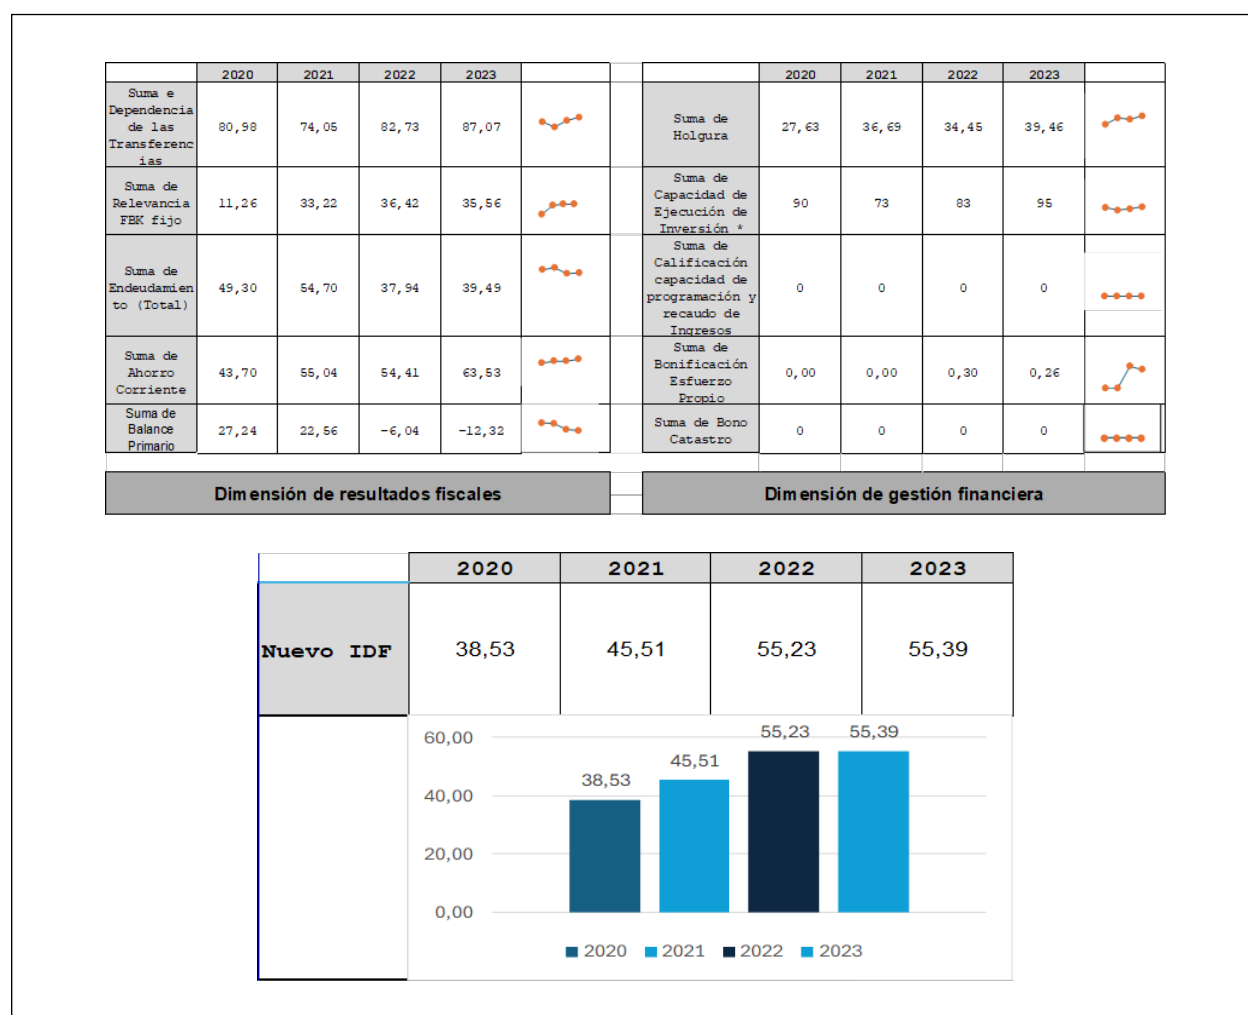 2020 2021 2022 2023
Suma e
Dependencia
de las
Transferenc
ias
80,98 74,05 82,73 87,07
Suma de
Relevancia
FBK fijo
11,26 33,22 36,42 35,56
Suma de
Endeudamien
to (Total)
49,30 54,70 37,94 39,49
Suma de
Ahorro
Corriente
43,70 55,04 54,41 63,53
Suma de
Balance
Primario
27,24 22,56 -6,04 -12,32
Dimensión de resultados fiscales
2020 2021 2022 2023
Suma de
Holgura
27,63 36,69 34,45 39,46
Suma de
Capacidad de
Ejecución de
Inversión *
90 73 83 95
Suma de
Calificación
capacidad de
programación y
recaudo de
Ingresos
0 0 0 0
Suma de
Bonificación
Esfuerzo
Propio
0,00 0,00 0,30 0,26
Suma de Bono
Catastro
0 0 0 0
Dimensión de gestión financiera
2020 2021 2022 2023
Nuevo IDF 38,53 45,51 55,23 55,39
60,00
40,00
20,00
0,00
38,53 45,51 55,23 55,39
2020 2021 2022 2023